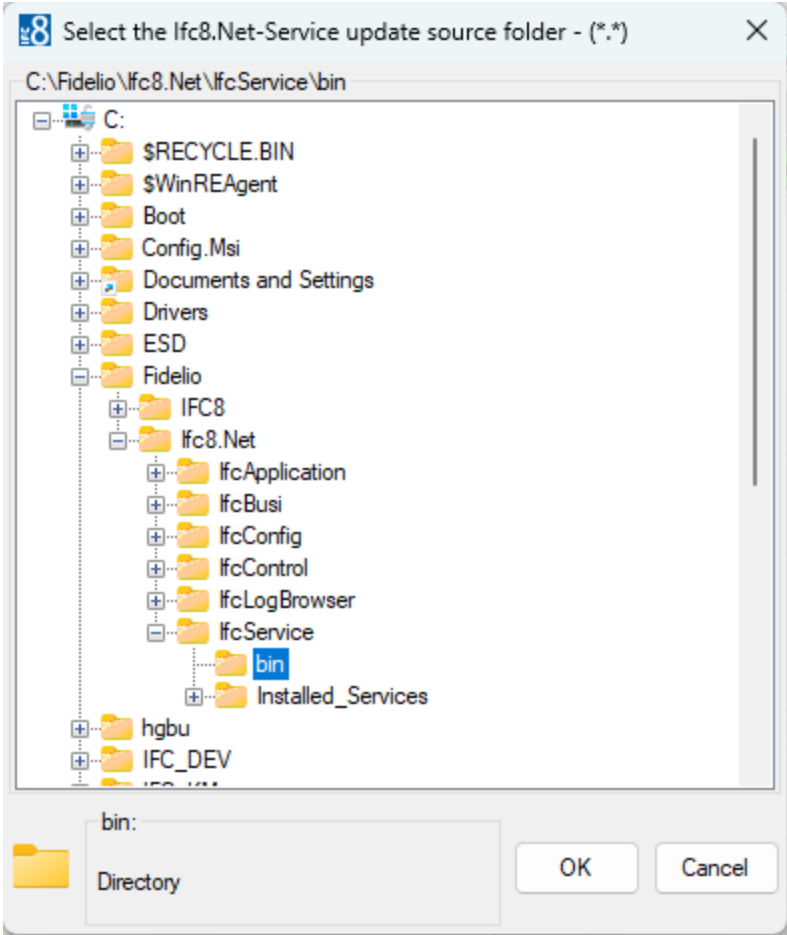 Select the Ifc8.Net-Service update source folder - (*.*)
C:\Fidelio\Ifc8.Net\IfcService\bin
C:
$RECYCLE.BIN
$WinREAgent
Boot
Config.Msi
Documents and Settings
Drivers
ESD
Fidelio
IFC8
Ifc8.Net
IfcApplication
IfcBusi
IfcConfig
IfcControl
IfcLogBrowser
IfcService
bin
Installed_Services
hgbu
IFC_DEV
bin:
Directory
OK
Cancel